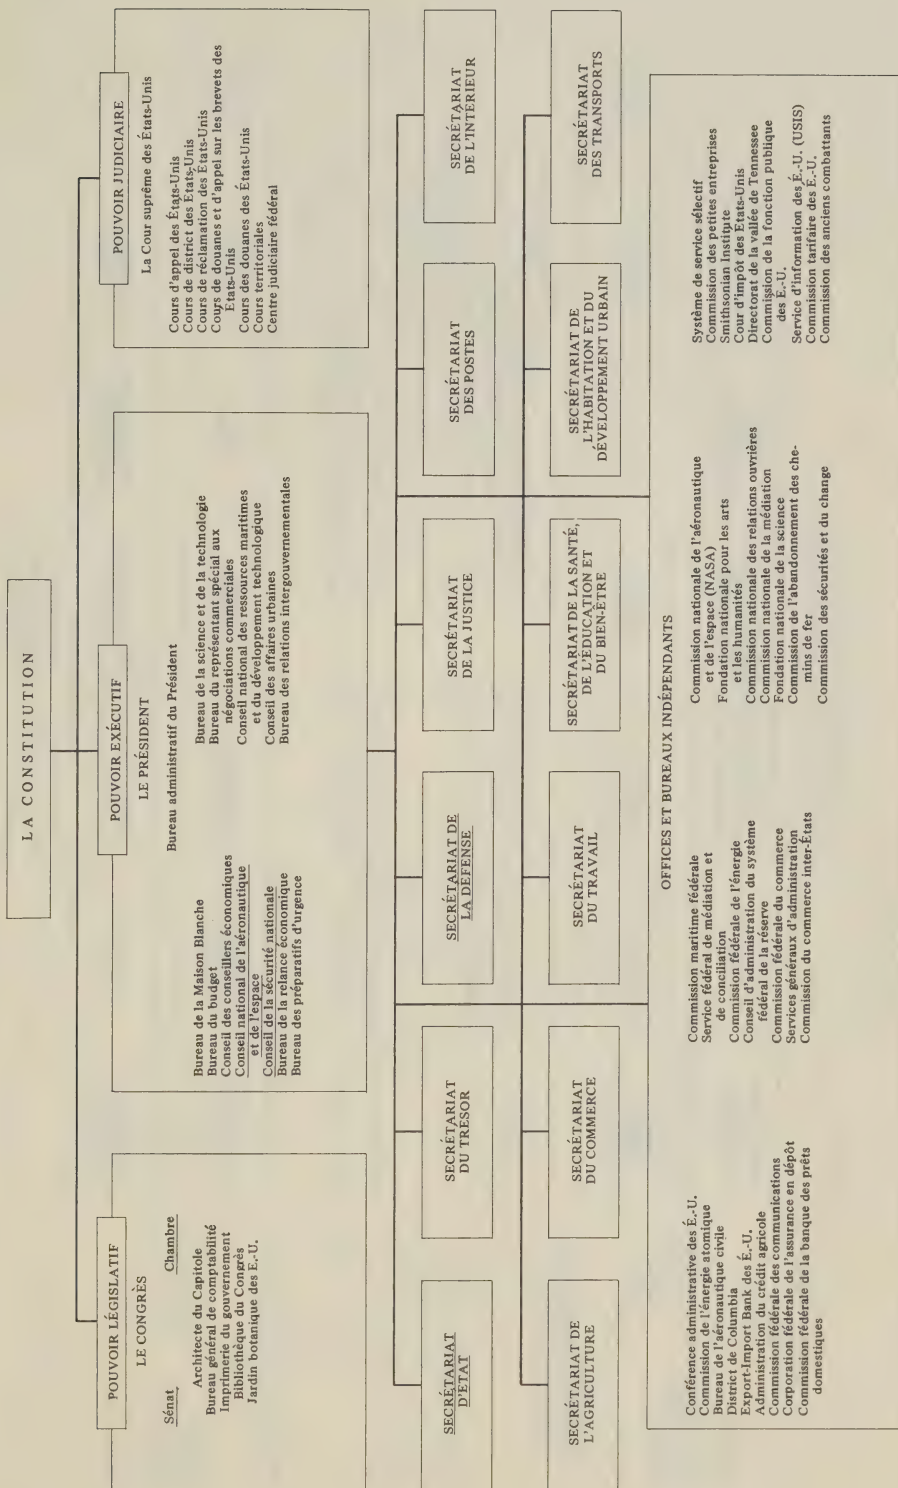 LA CONSTITUTION
POUVOIR LÉGISLATIF
LE CONGRÈS
Sénat Chambre
Architecte du Capitole
Bureau général de comptabilité
Imprimerie du gouvernement
Bibliothèque du Congrès
Jardin botanique des É.-U.
POUVOIR EXÉCUTIF
LE PRÉSIDENT
Bureau administratif du Président
Bureau de la Maison Blanche
Bureau du budget
Conseil des conseillers économiques
Conseil national de l'aéronautique
et de l'espace
Conseil de la sécurité nationale
Bureau de la relance économique
Bureau des préparatifs d'urgence
Bureau de la science et de la technologie
Bureau du représentant spécial aux
négociations commerciales
Conseil national des ressources maritimes
et du développement technologique
Conseil des affaires urbaines
Bureau des relations intergouvernementales
POUVOIR JUDICIAIRE
La Cour suprême des États-Unis
Cours d'appel des États-Unis
Cours de district des États-Unis
Cours de réclamation des États-Unis
Cours de douanes et d'appel sur les brevets des
États-Unis
Cours des douanes des États-Unis
Cours territoriales
Centre judiciaire fédéral
SECRÉTARIAT
D'ÉTAT
SECRÉTARIAT
DU TRÉSOR
SECRÉTARIAT DE
LA DÉFENSE
SECRÉTARIAT
DE LA JUSTICE
SECRÉTARIAT
DES POSTES
SECRÉTARIAT
DE L'INTÉRIEUR
SECRÉTARIAT DE
L'AGRICULTURE
SECRÉTARIAT
DU COMMERCE
SECRÉTARIAT
DU TRAVAIL
SECRÉTARIAT DE LA SANTÉ,
DE L'ÉDUCATION ET
DU BIEN-ÊTRE
SECRÉTARIAT DE
L'HABITATION ET DU
DÉVELOPPEMENT URBAIN
SECRÉTARIAT
DES TRANSPORTS
OFFICES ET BUREAUX INDÉPENDANTS
Conférence administrative des É.-U.
Commission de l'énergie atomique
Bureau de l'aéronautique civile
District de Columbia
Export-Import Bank des É.-U.
Administration du crédit agricole
Commission fédérale des communications
Corporation fédérale de l'assurance en dépôt
Commission fédérale de la banque des prêts
domestiques
Commission maritime fédérale
Service fédéral de médiation et
de conciliation
Commission fédérale de l'énergie
Conseil d'administration du système
fédéral de la réserve
Commission fédérale du commerce
Services généraux d'administration
Commission du commerce inter-États
Commission nationale de l'aéronautique
et de l'espace (NASA)
Fondation nationale pour les arts
et les humanités
Commission nationale des relations ouvrières
Commission nationale de la médiation
Fondation nationale de la science
Commission de l'abandonnement des che-
mins de fer
Commission des sécurités et du change
Système de service sélectif
Commission des petites entreprises
Smithsonian Institute
Cour d'impôt des États-Unis
Directorat de la vallée de Tennessee
Commission de la fonction publique
des É.-U.
Service d'information des É.-U. (USIS)
Commission tarifaire des É.-U.
Commission des anciens combattants